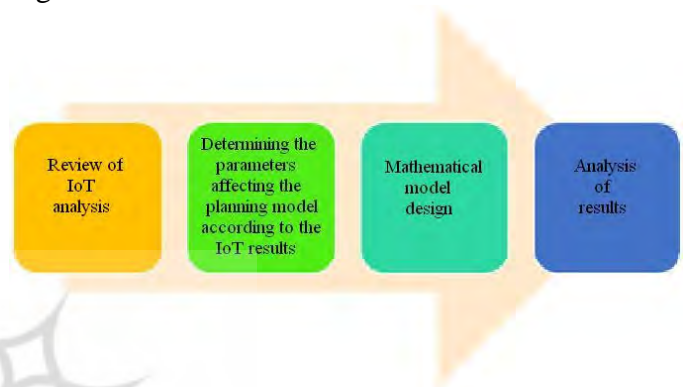 Review of
IoT
analysis
Determining the
parameters
affecting the
planning model
according to the
IoT results
Mathematical
model
design
Analysis
of
results